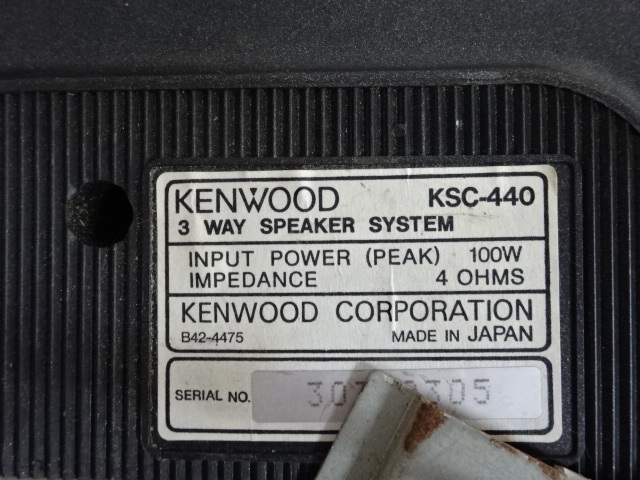 KENWOOD KSC-440
3 WAY SPEAKER SYSTEM
INPUT POWER (PEAK) 100W
IMPEDANCE 4 OHMS
KENWOOD CORPORATION
B42-4475 MADE IN JAPAN
SERIAL NO.